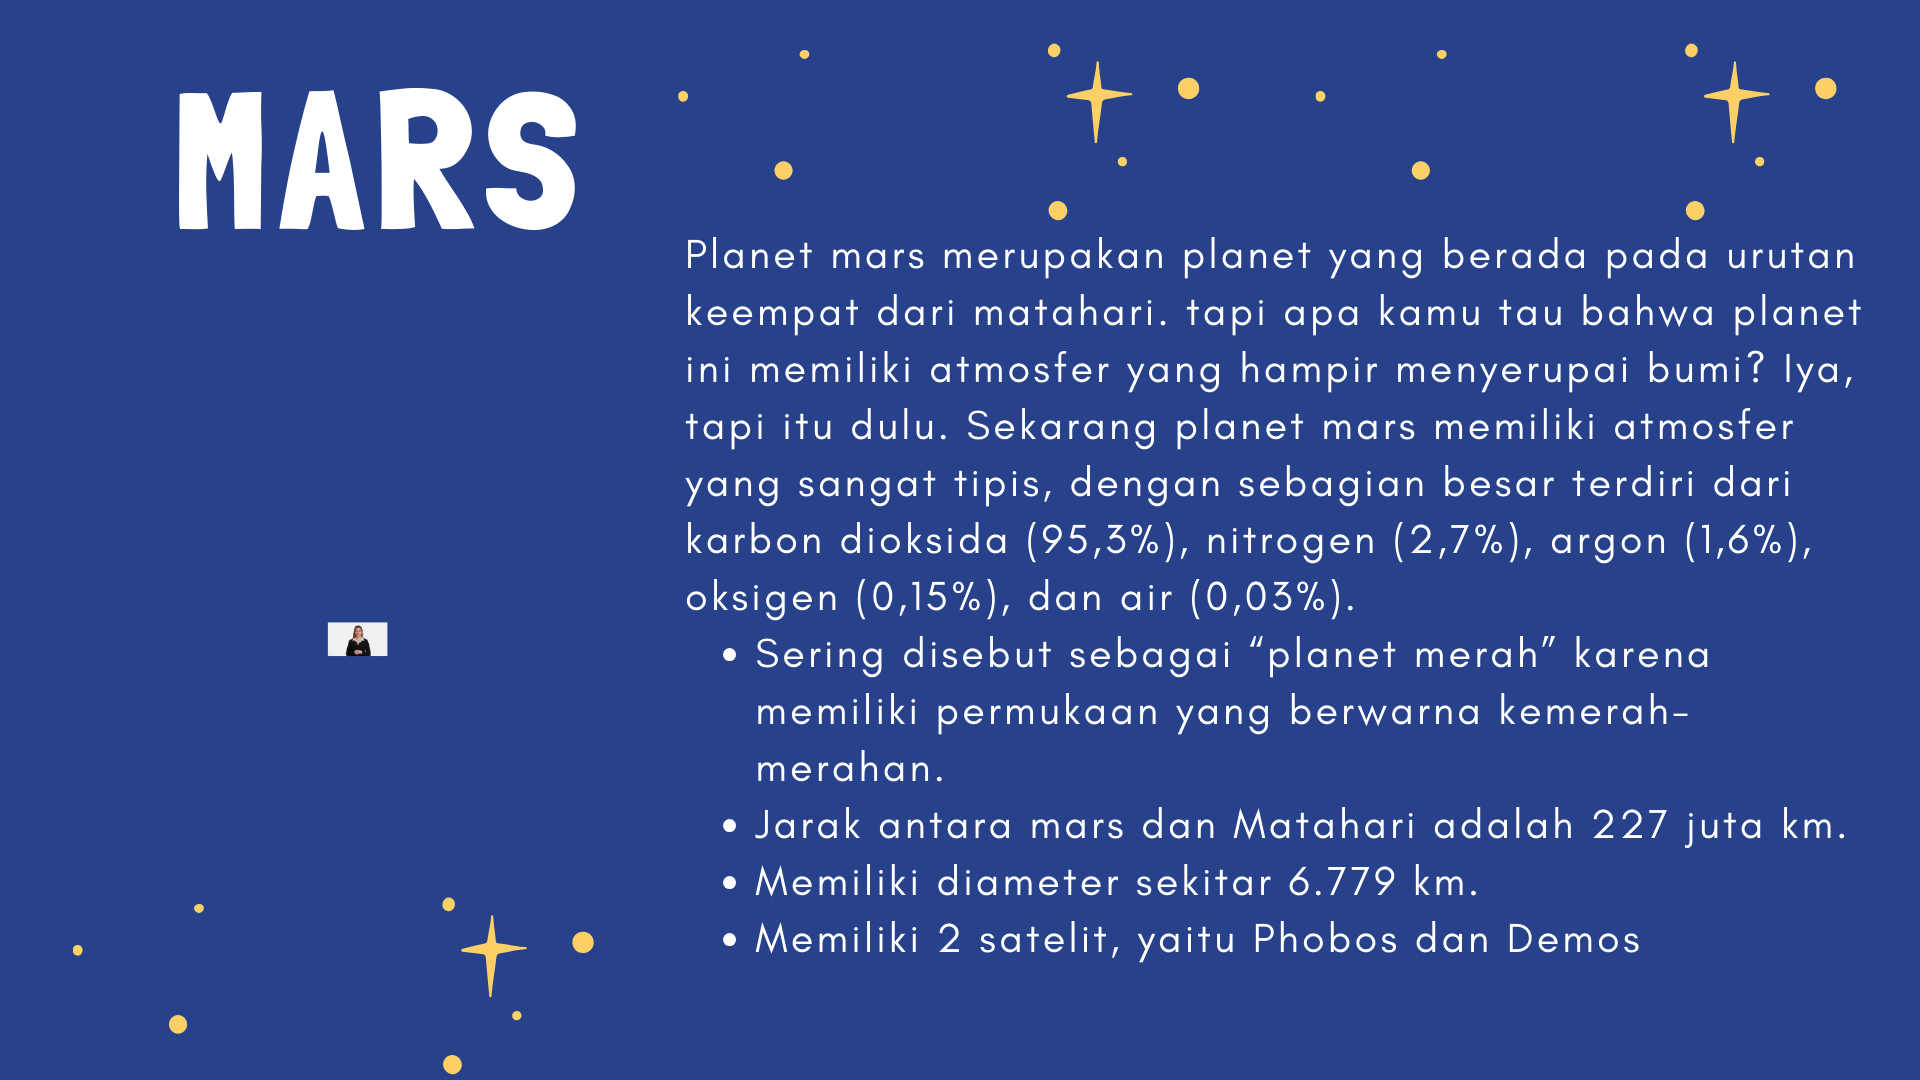 MARS
Planet mars merupakan planet yang berada pada urutan
keempat dari matahari. tapi apa kamu tau bahwa planet
ini memiliki atmosfer yang hampir menyerupai bumi? Iya,
tapi itu dulu. Sekarang planet mars memiliki atmosfer
yang sangat tipis, dengan sebagian besar terdiri dari
karbon dioksida (95,3%), nitrogen (2,7%), argon (1,6%),
oksigen (0,15%), dan air (0,03%).
• Sering disebut sebagai “planet merah” karena
memiliki permukaan yang berwarna kemerah-
merahan.
• Jarak antara mars dan Matahari adalah 227 juta km.
• Memiliki diameter sekitar 6.779 km.
• Memiliki 2 satelit, yaitu Phobos dan Demos